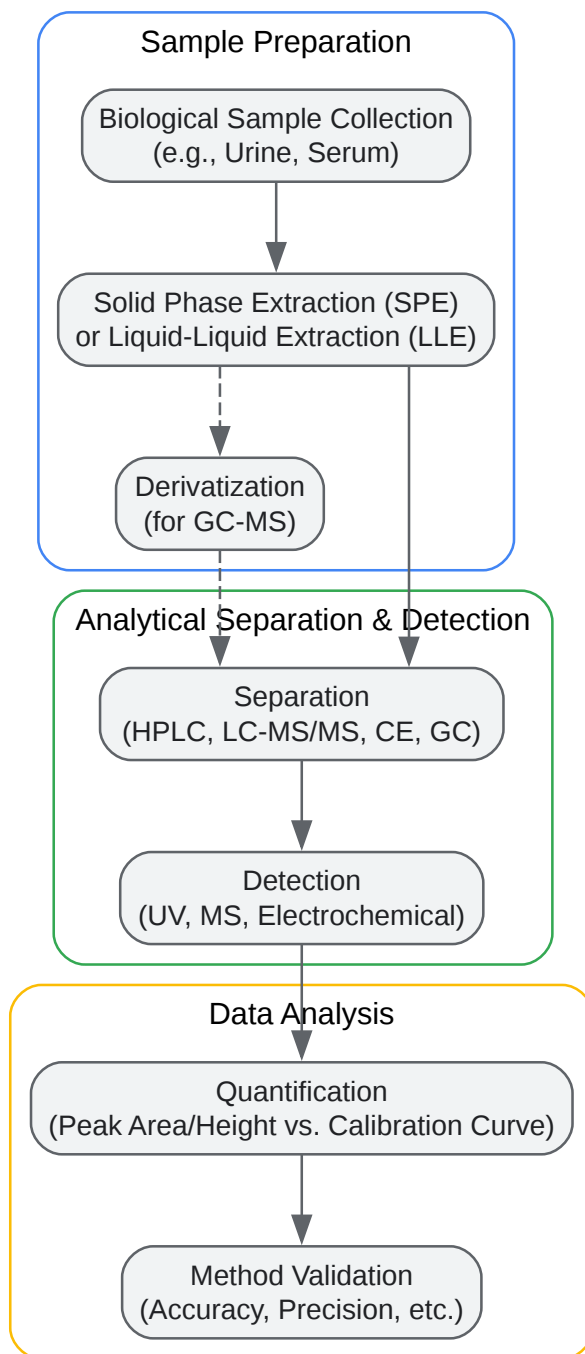 Sample Preparation
Biological Sample Collection
(e.g., Urine, Serum)
Solid Phase Extraction (SPE)
or Liquid-Liquid Extraction (LLE)
Derivatization
(for GC-MS)
Analytical Separation & Detection
Separation
(HPLC, LC-MS/MS, CE, GC)
Detection
(UV, MS, Electrochemical)
Data Analysis
Quantification
(Peak Area/Height vs. Calibration Curve)
Method Validation
(Accuracy, Precision, etc.)